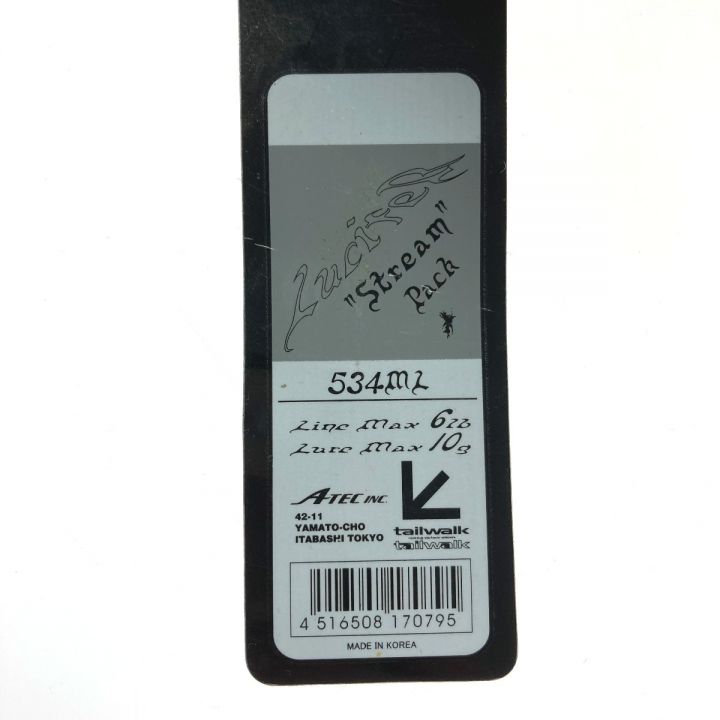 Lucifer
"Stream"
Pack
534ML
Line Max 6lb
Lure Max 10g
ATEC INC.
42-11
YAMATO-CHO
ITABASHI TOKYO
tailwalk
tailwalk
4 516508 170795
MADE IN KOREA